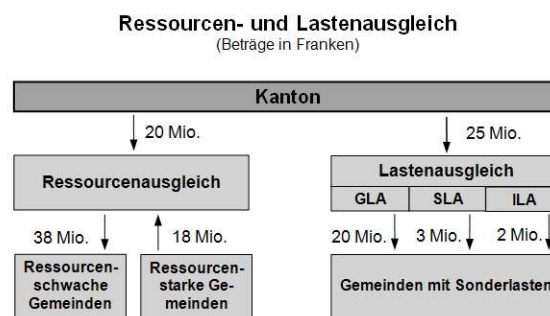 Ressourcen- und Lastenausgleich
(Beträge in Franken)
Kanton
20 Mio.
25 Mio.
Ressourcenausgleich
Lastenausgleich
GLA
SLA
ILA
38 Mio.
18 Mio.
20 Mio.
3 Mio.
2 Mio.
Ressourcen-
schwache
Gemeinden
Ressourcen-
starke Ge-
meinden
Gemeinden mit Sonderlasten